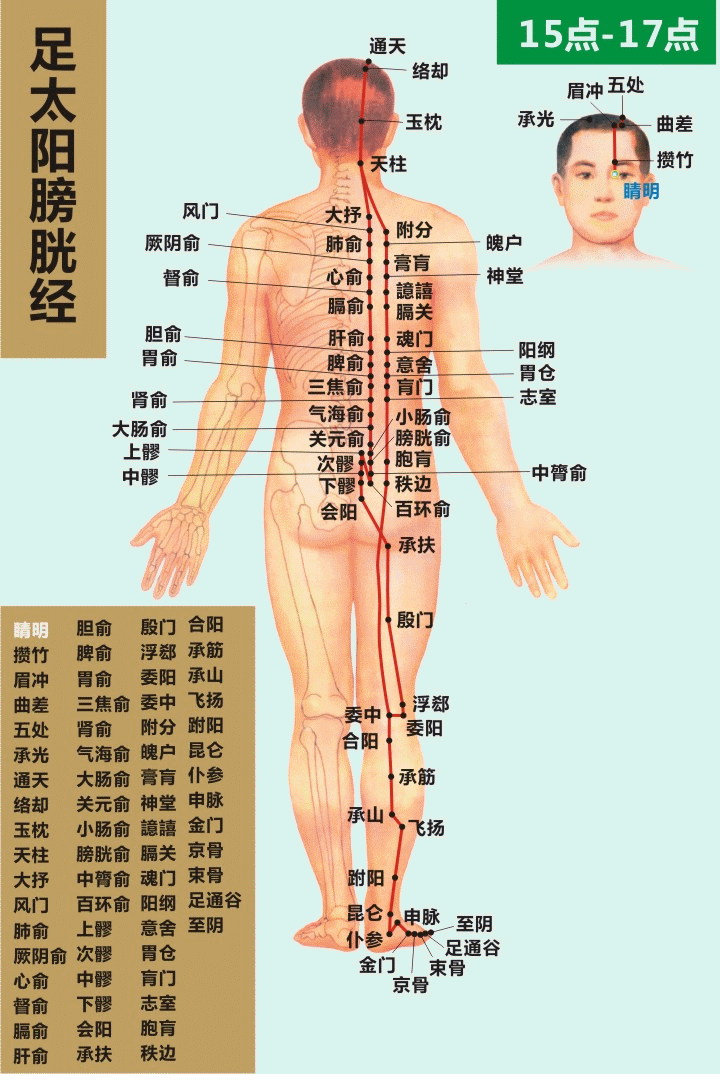 足太阳膀胱经
15点-17点
通天
络却
玉枕
天柱
眉冲
五处
承光
曲差
攒竹
睛明
风门
大抒
附分
厥阴俞
肺俞
魄户
膏肓
督俞
心俞
神堂
譩譆
膈俞
膈关
胆俞
肝俞
魂门
阳纲
胃俞
脾俞
意舍
胃仓
三焦俞
肓门
肾俞
志室
气海俞
小肠俞
大肠俞
关元俞
膀胱俞
上髎
次髎
胞肓
中髎
中膂俞
下髎
秩边
会阳
百环俞
承扶
殷门
浮郄
委中
委阳
合阳
承筋
承山
飞扬
跗阳
昆仑
申脉
至阴
仆参
足通谷
金门
束骨
京骨
睛明 胆俞 殷门 合阳
攒竹 脾俞 浮郄 承筋
眉冲 胃俞 委阳 承山
曲差 三焦俞 委中 飞扬
五处 肾俞 附分 跗阳
承光 气海俞 魄户 昆仑
通天 大肠俞 膏肓 仆参
络却 关元俞 神堂 申脉
玉枕 小肠俞 譩譆 金门
天柱 膀胱俞 膈关 京骨
大抒 中膂俞 魂门 束骨
风门 百环俞 阳纲 足通谷
肺俞 上髎 意舍 至阴
厥阴俞 次髎 胃仓
心俞 中髎 肓门
督俞 下髎 志室
膈俞 会阳 胞肓
肝俞 承扶 秩边